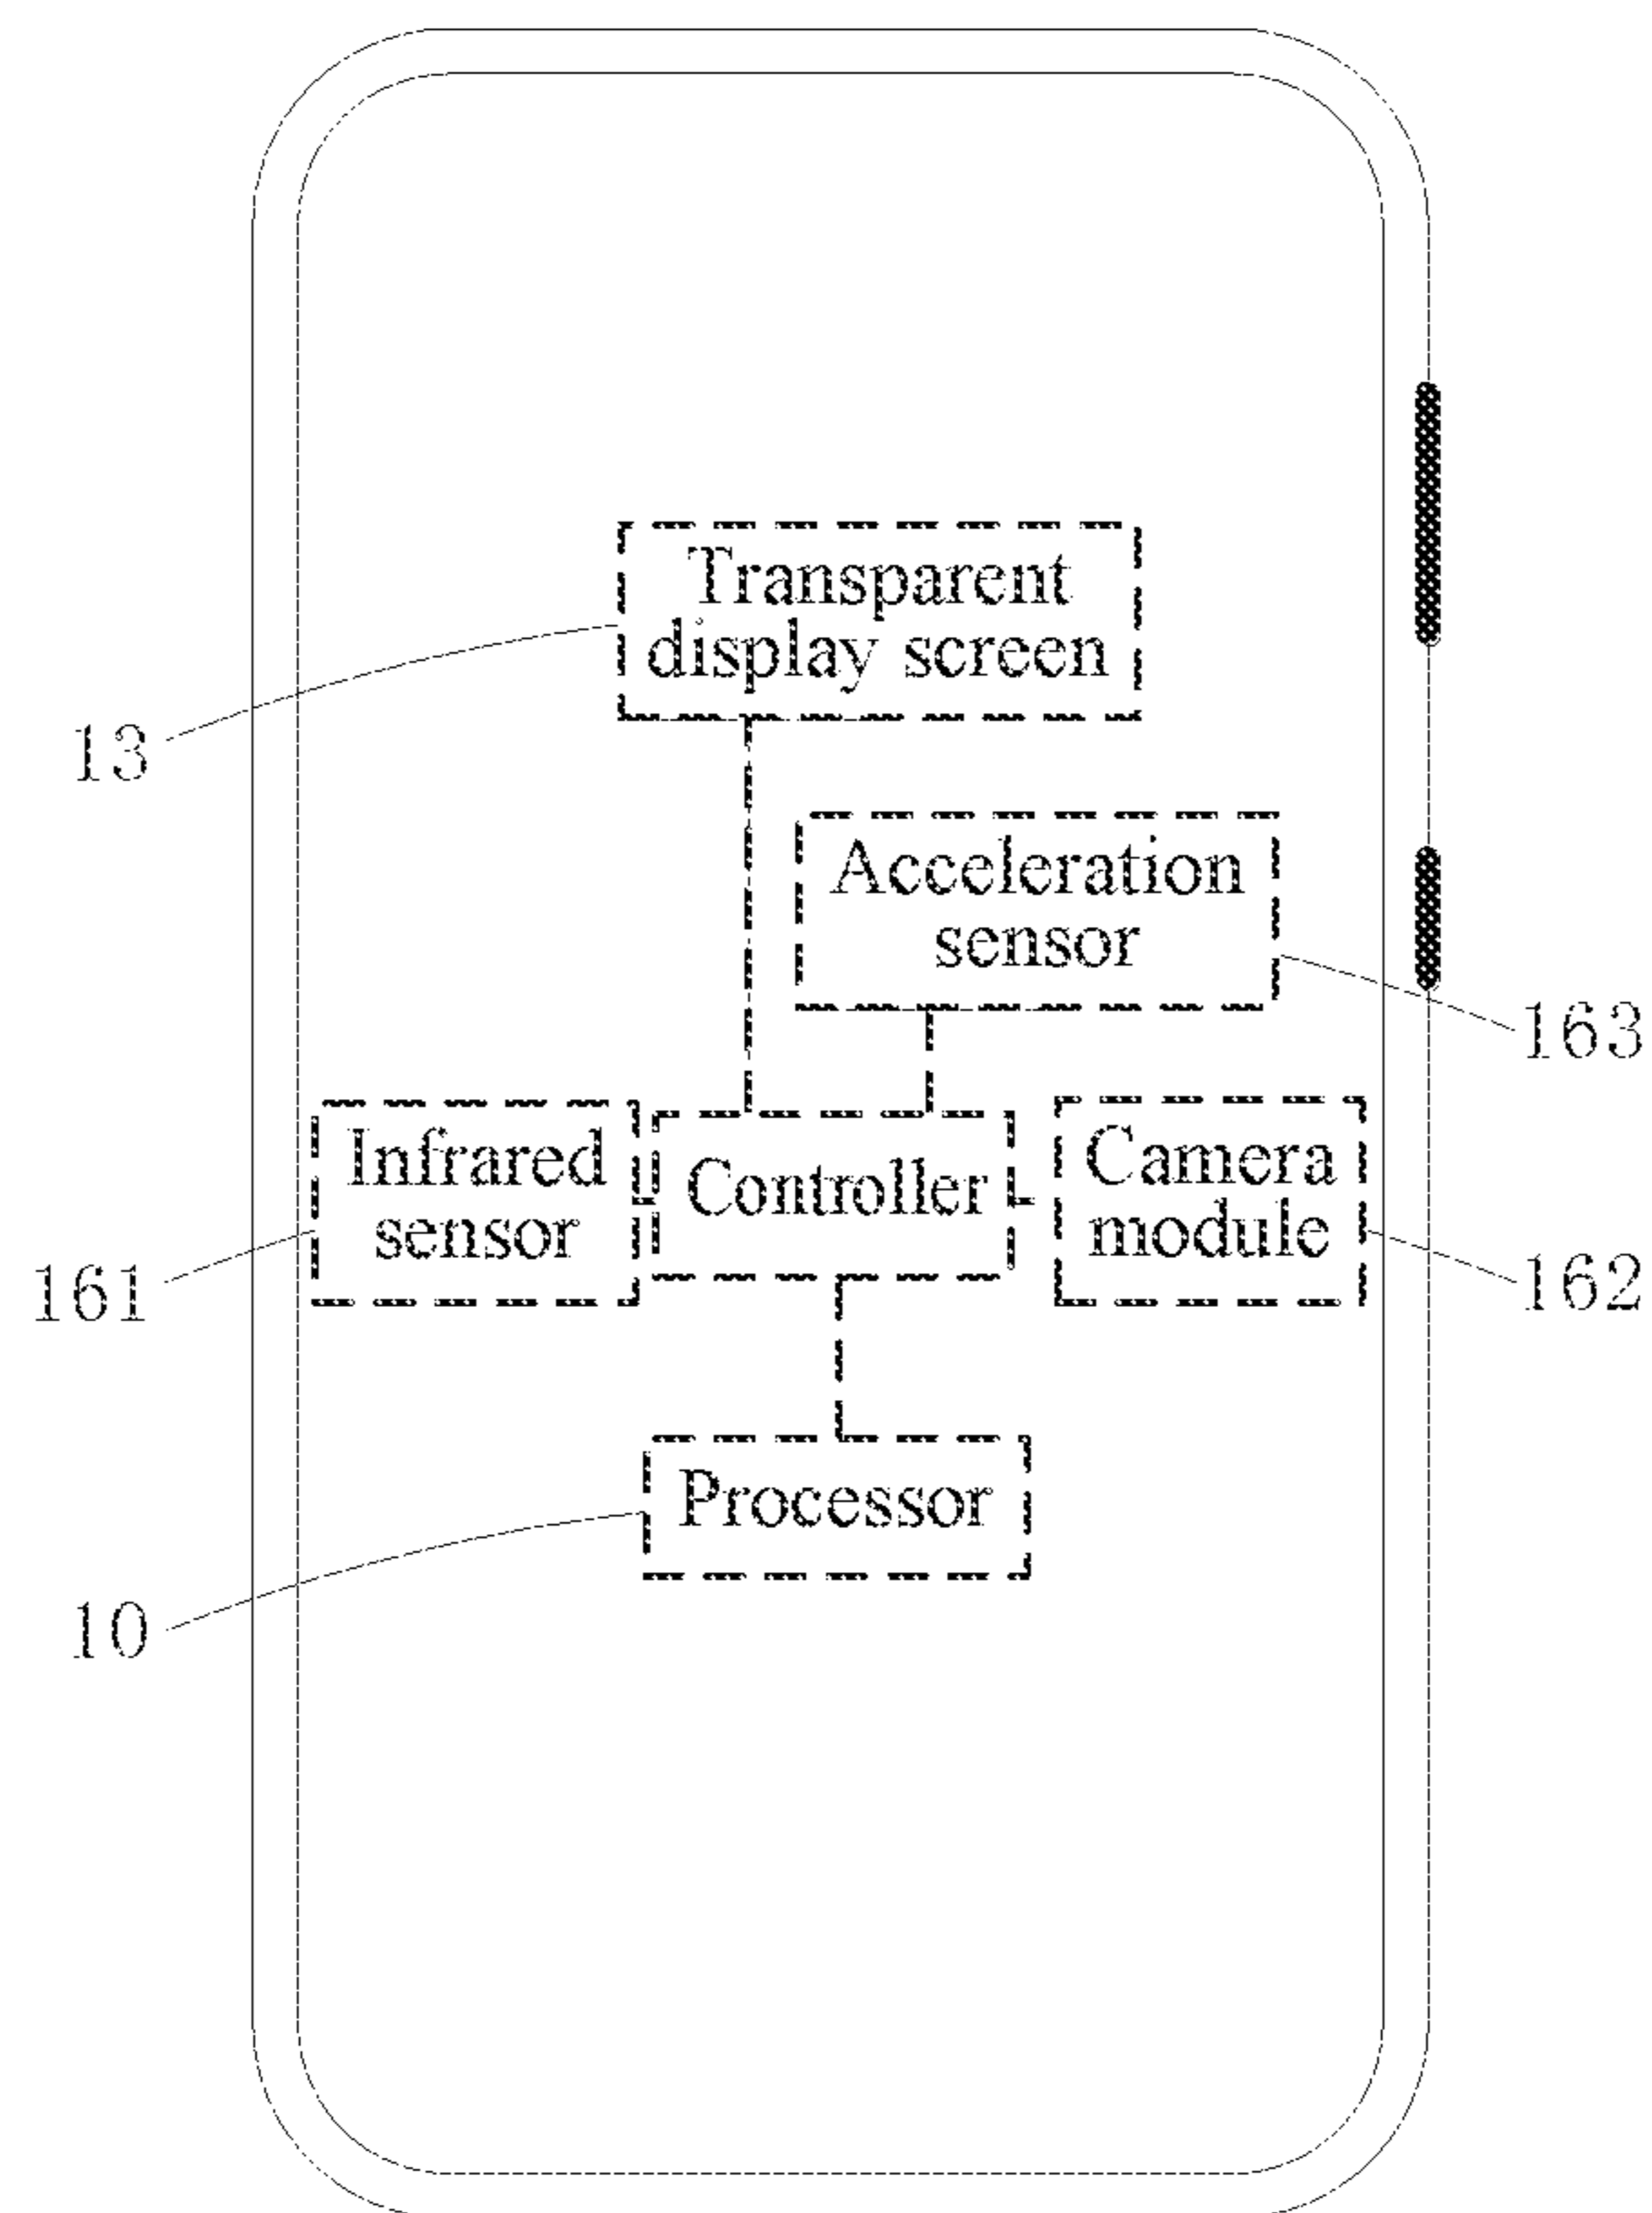 Transparent
display screen
13
Acceleration
sensor
163
Infrared
sensor
Controller
Camera
module
161
162
Processor
10